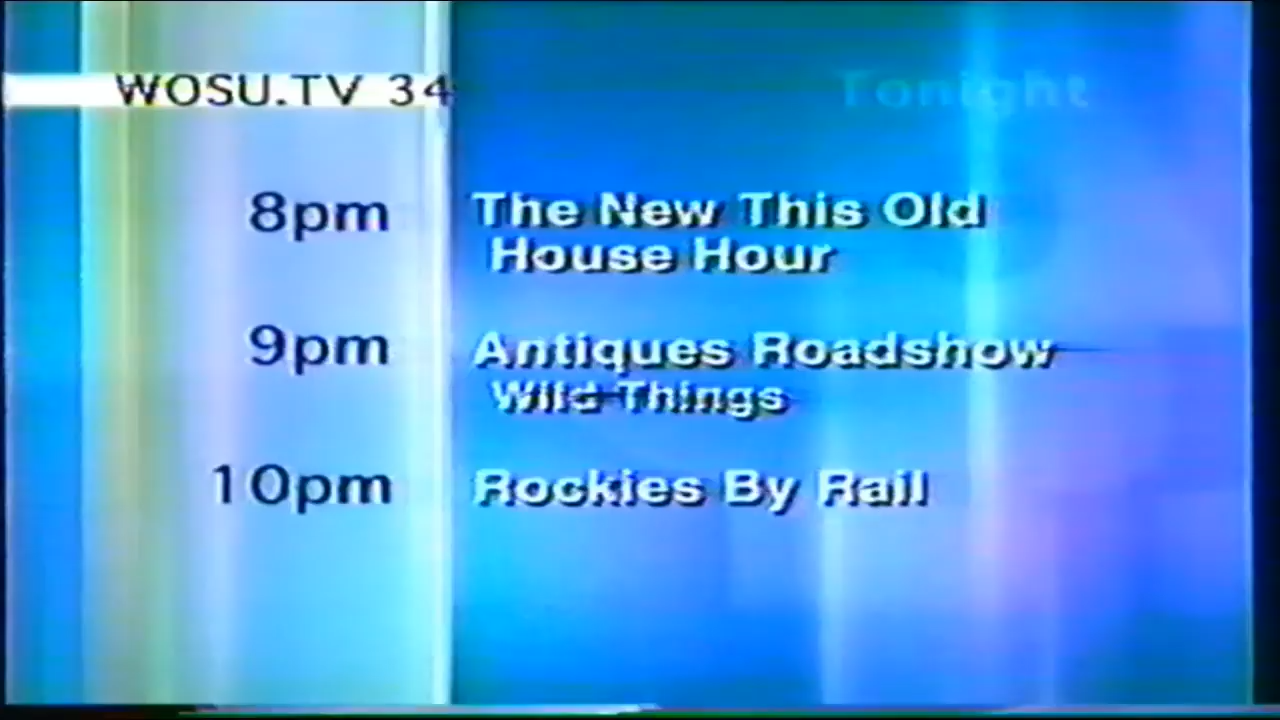 WOSU.TV 34
Tonight
8pm The New This Old
House Hour
9pm Antiques Roadshow
Wild Things
10pm Rockies By Rail